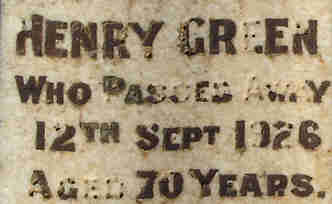 HENRY GREEN
WHO PASSED AWAY
12TH SEPT 1926
AGED 70 YEARS.